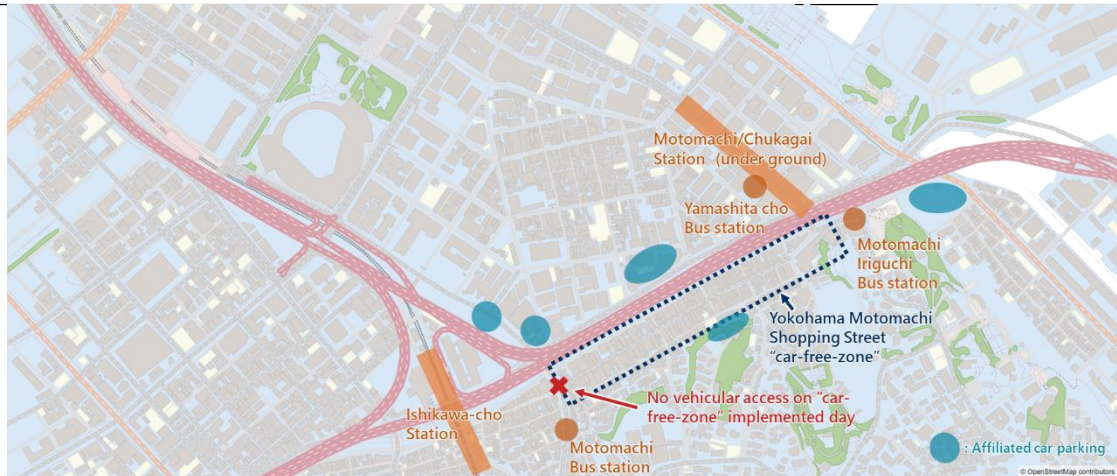 Motomachi/Chukagai
Station (under ground)
Yamashita cho
Bus station
Motomachi
Iriguchi
Bus station
Yokohama Motomachi
Shopping Street
"car-free-zone"
No vehicular access on "car-
free-zone" implemented day
Ishikawa-cho
Station
Motomachi
Bus station
: Affiliated car parking
© OpenStreetMap contributors